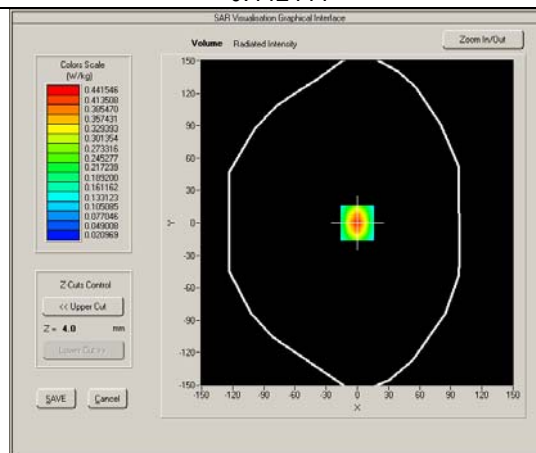 SAR Visualisation Graphical Interface
Volume Radiated Intensity
Zoom In/Out
Colors Scale
(W/kg)
0.441546
0.413508
0.385470
0.357431
0.329393
0.301354
0.273316
0.245277
0.217239
0.189200
0.161162
0.133123
0.105085
0.077046
0.049008
0.020969
Z-Cuts Control
<< Upper Cut
Z = 4.0 mm
Lower Cut >>
SAVE
Cancel
150
120
90
60
30
0
-30
-60
-90
-120
-150
Y
-150 -120 -90 -60 -30 0 30 60 90 120 150
X